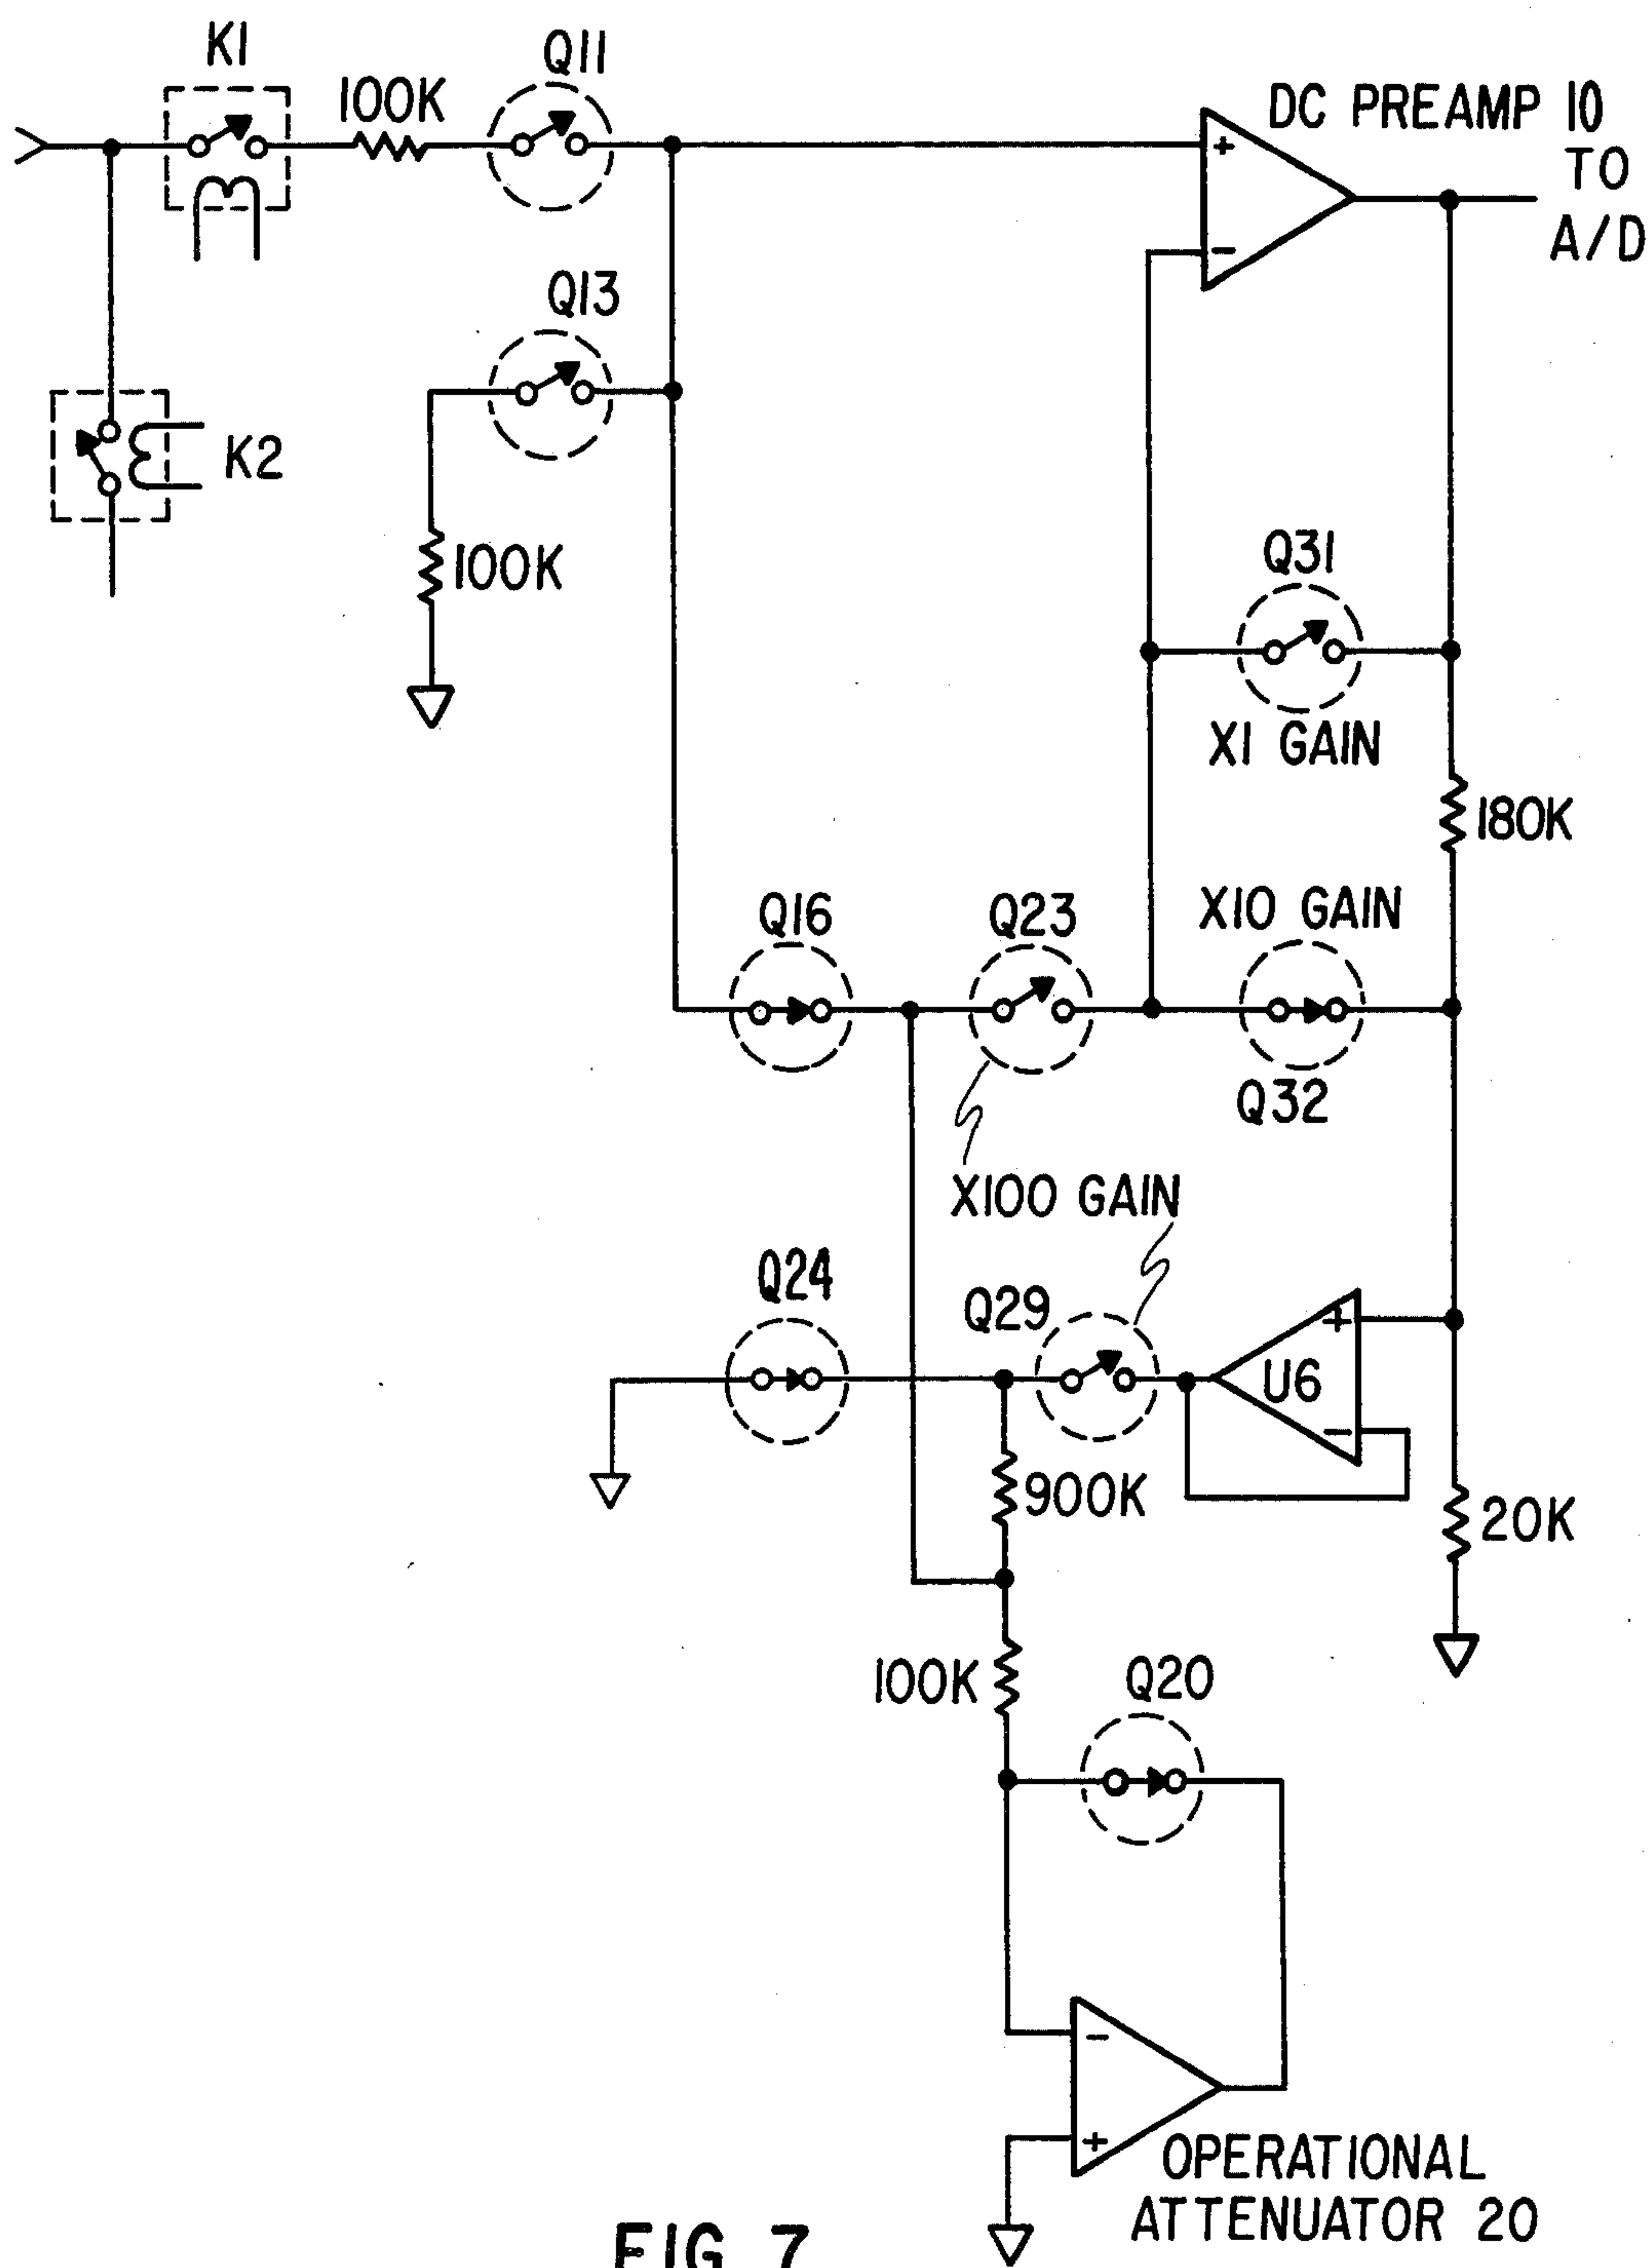 K1
100K
Q11
DC PREAMP 10
TO
A/D
+
−
Q13
K2
100K
Q31
X1 GAIN
180K
Q16
Q23
X10 GAIN
Q32
X100 GAIN
Q24
Q29
+
U6
−
900K
20K
100K
Q20
−
+
OPERATIONAL
ATTENUATOR 20
FIG 7